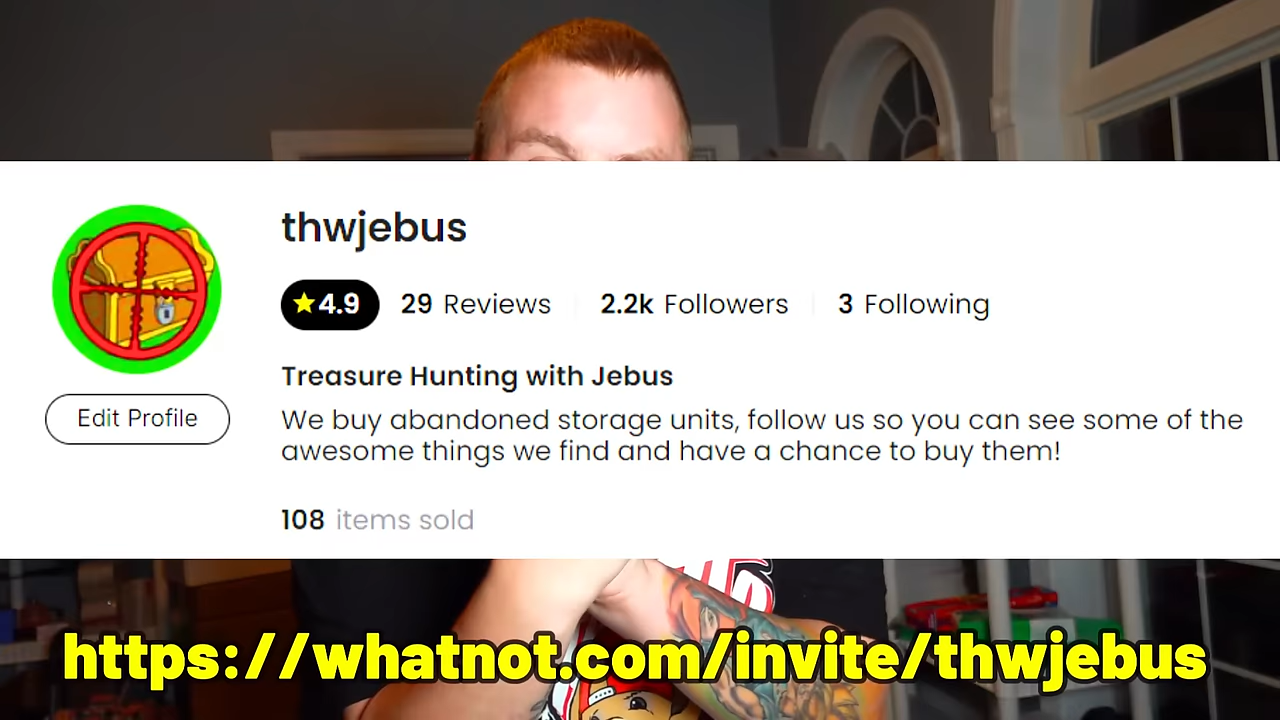 thwjebus
★4.9 29 Reviews 2.2k Followers 3 Following
Treasure Hunting with Jebus
Edit Profile
We buy abandoned storage units, follow us so you can see some of the
awesome things we find and have a chance to buy them!
108 items sold
https://whatnot.com/invite/thwjebus